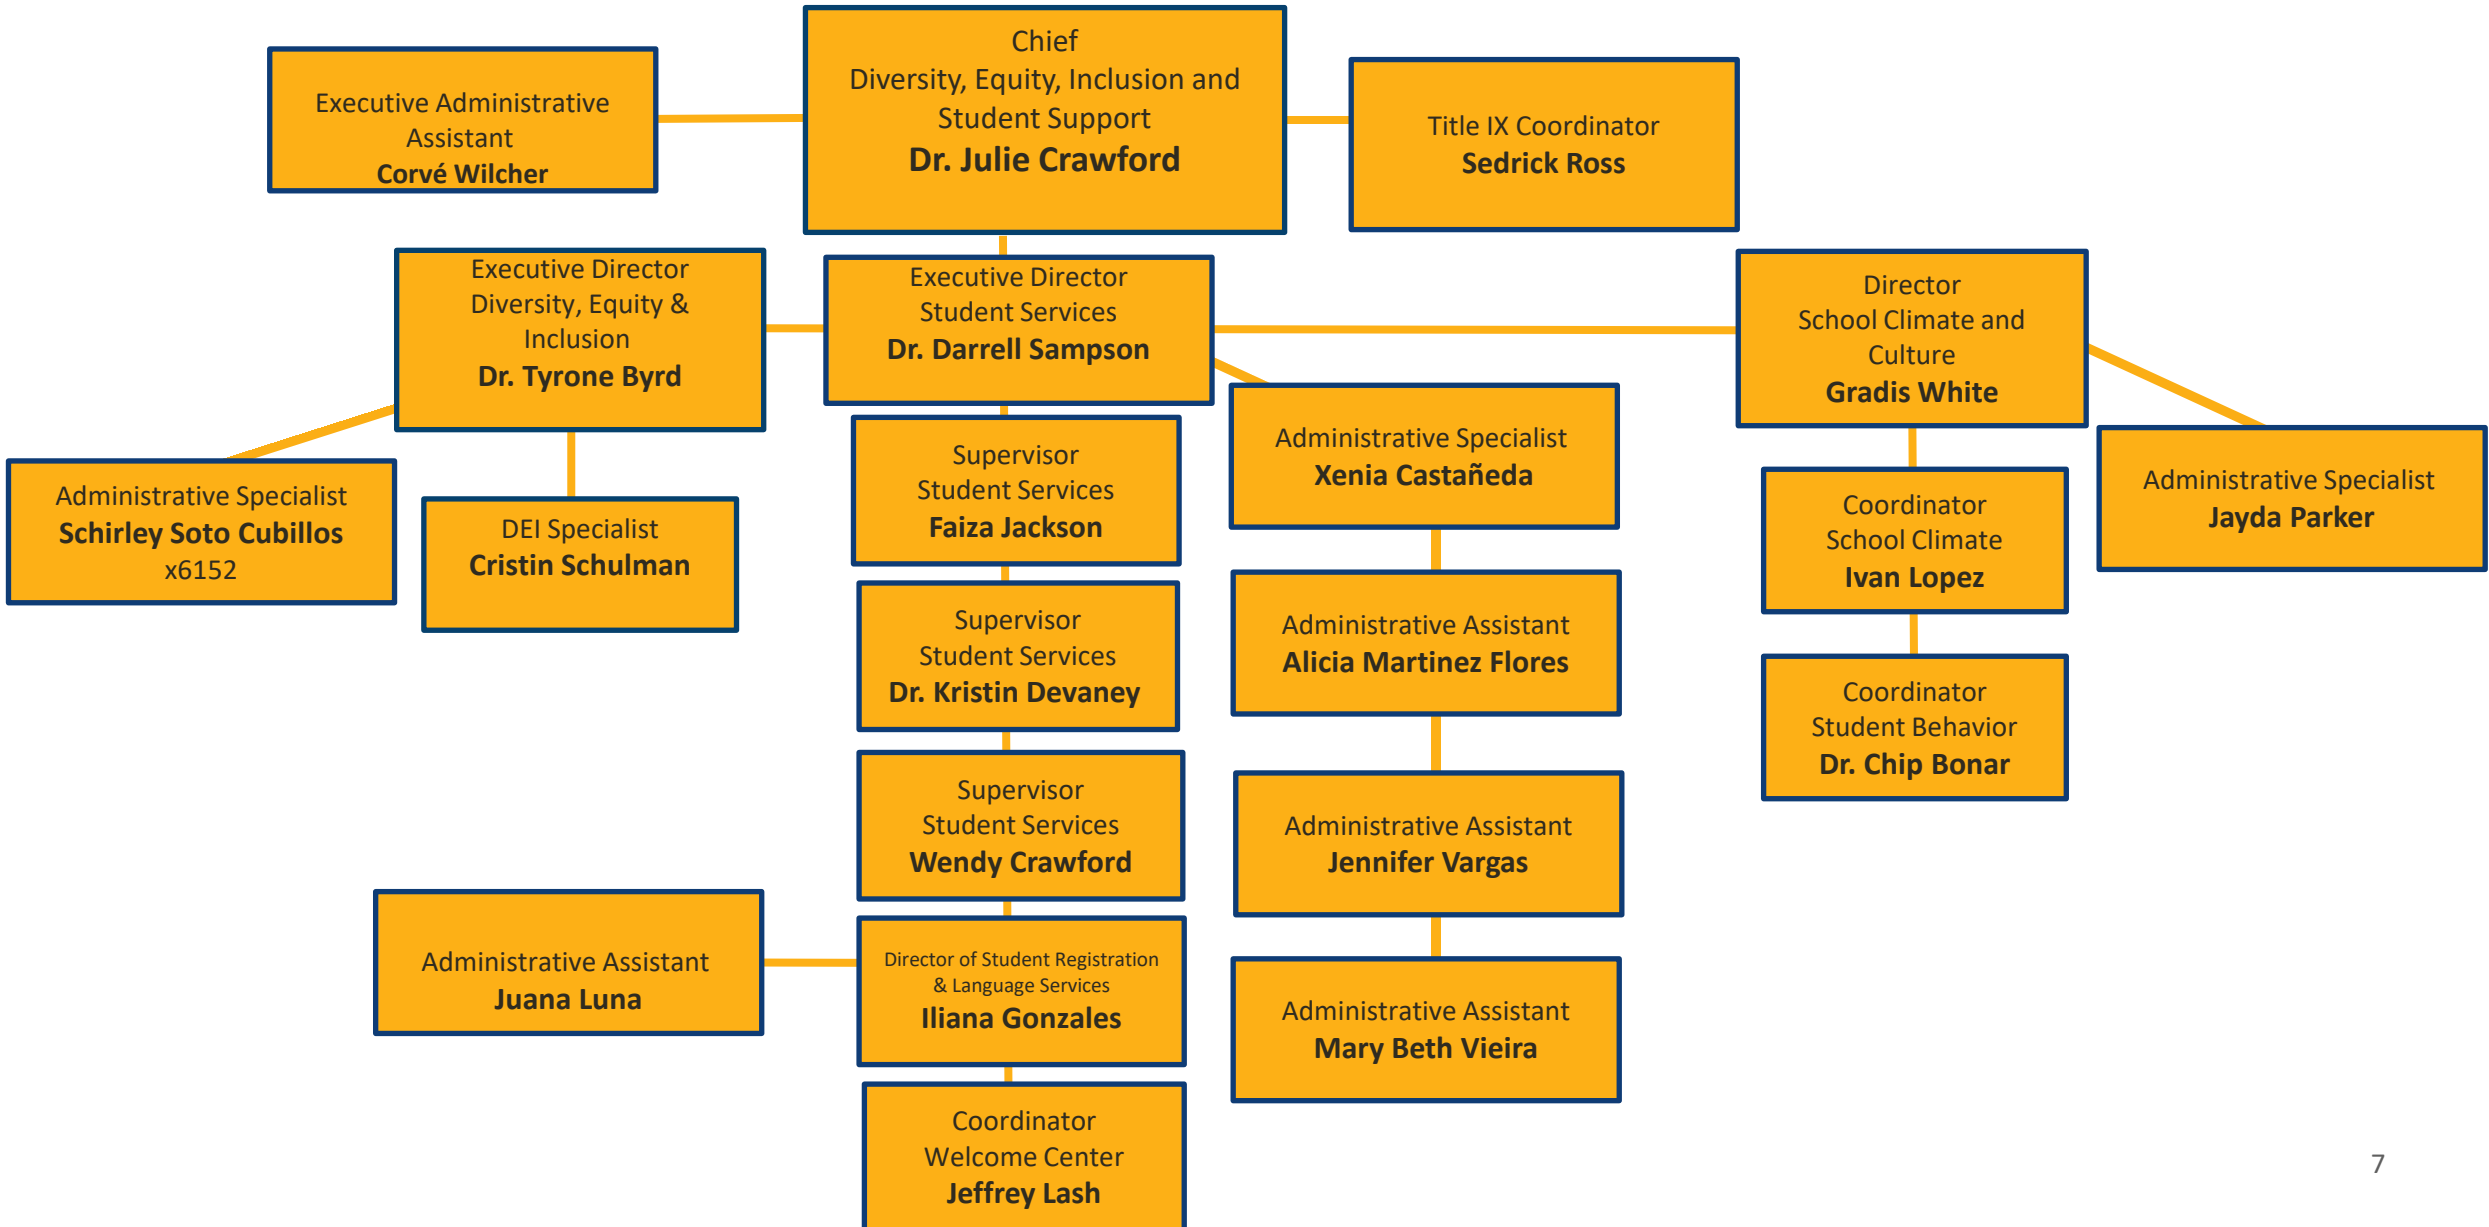 Chief
Diversity, Equity, Inclusion and
Student Support
Dr. Julie Crawford
Executive Administrative
Assistant
Corvé Wilcher
Title IX Coordinator
Sedrick Ross
Executive Director
Diversity, Equity &
Inclusion
Dr. Tyrone Byrd
Executive Director
Student Services
Dr. Darrell Sampson
Director
School Climate and
Culture
Gradis White
Administrative Specialist
Schirley Soto Cubillos
x6152
DEI Specialist
Cristin Schulman
Supervisor
Student Services
Faiza Jackson
Administrative Specialist
Xenia Castañeda
Coordinator
School Climate
Ivan Lopez
Administrative Specialist
Jayda Parker
Supervisor
Student Services
Dr. Kristin Devaney
Administrative Assistant
Alicia Martinez Flores
Coordinator
Student Behavior
Dr. Chip Bonar
Supervisor
Student Services
Wendy Crawford
Administrative Assistant
Jennifer Vargas
Administrative Assistant
Juana Luna
Director of Student Registration
& Language Services
Iliana Gonzales
Administrative Assistant
Mary Beth Vieira
Coordinator
Welcome Center
Jeffrey Lash
7